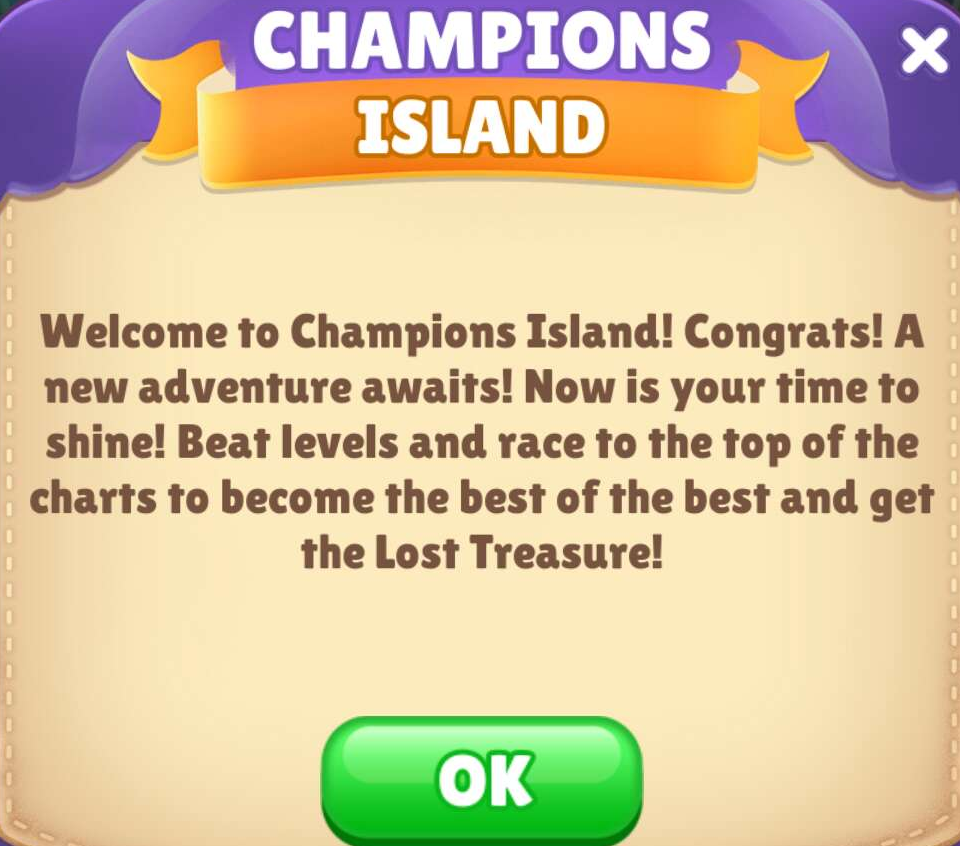 CHAMPIONS
ISLAND
Welcome to Champions Island! Congrats! A
new adventure awaits! Now is your time to
shine! Beat levels and race to the top of the
charts to become the best of the best and get
the Lost Treasure!
OK